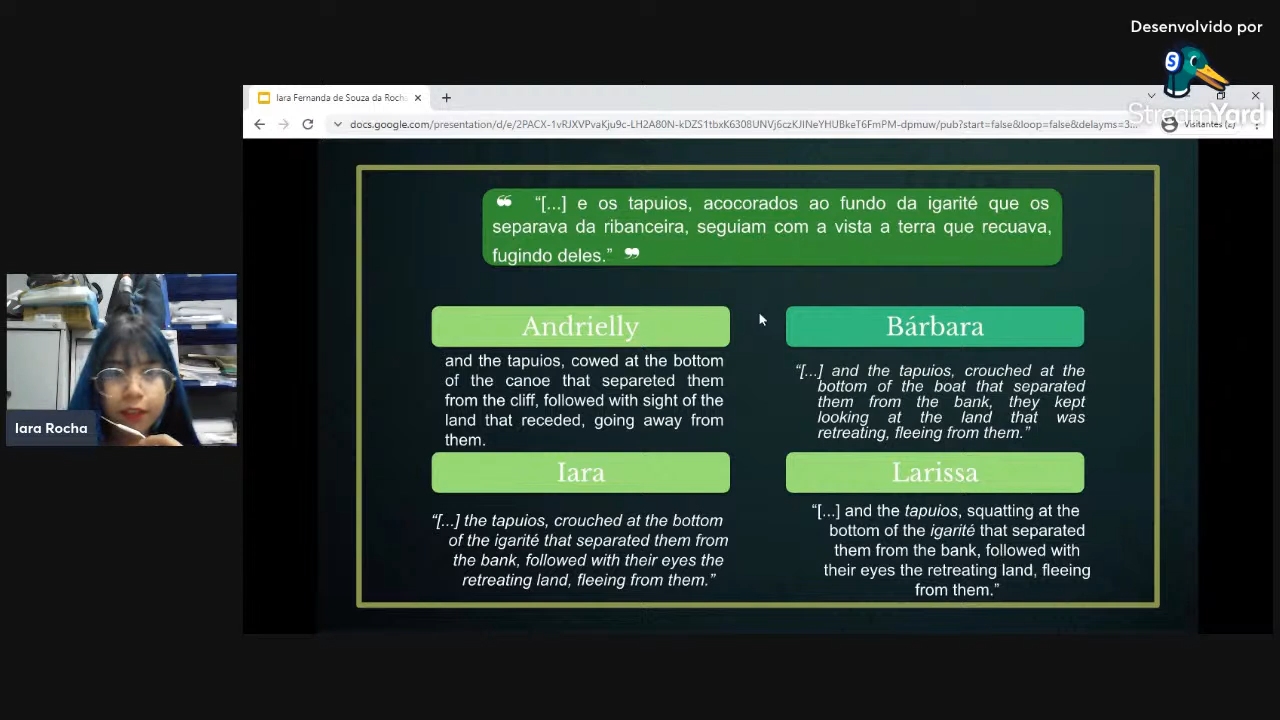 Desenvolvido por
S
StreamYard
Iara Fernanda de Souza da Rocha
docs.google.com/presentation/d/e/2PACX-1vRJXVPvaKju9c-LH2A80N-kDZS1tbxK6308UNVj6czKJINeYHUBkeT6FmPM-dpmuw/pub?start=false&loop=false&delayms=3...
Visitantes (2)
❝ “[...] e os tapuios, acocorados ao fundo da igarité que os
separava da ribanceira, seguiam com a vista a terra que recuava,
fugindo deles.” ❞
Andrielly
and the tapuios, cowed at the bottom
of the canoe that separeted them
from the cliff, followed with sight of the
land that receded, going away from
them.
Bárbara
“[...] and the tapuios, crouched at the
bottom of the boat that separated
them from the bank, they kept
looking at the land that was
retreating, fleeing from them.”
Iara
“[...] the tapuios, crouched at the bottom
of the igarité that separated them from
the bank, followed with their eyes the
retreating land, fleeing from them.”
Larissa
“[...] and the tapuios, squatting at the
bottom of the igarité that separated
them from the bank, followed with
their eyes the retreating land, fleeing
from them.”
Iara Rocha